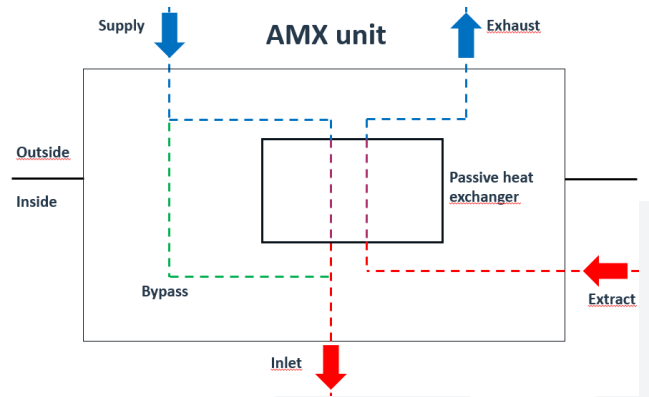 Supply
AMX unit
Exhaust
Outside
Inside
Passive heat
exchanger
Bypass
Extract
Inlet